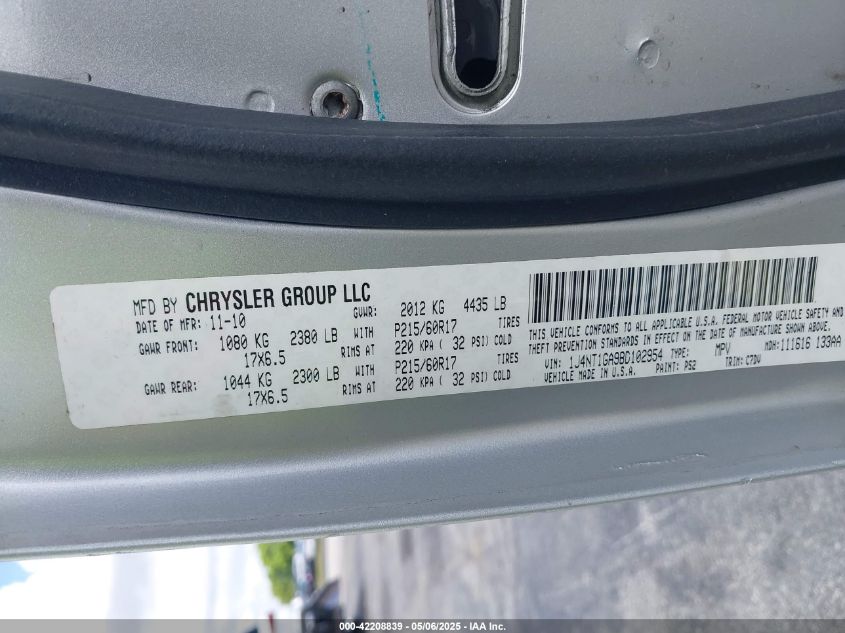 MFD BY CHRYSLER GROUP LLC
DATE OF MFR: 11-10 GVWR: 2012 KG 4435 LB
GAWR FRONT: 1080 KG 2380 LB WITH P215/60R17 TIRES
17X6.5 RIMS AT 220 KPA ( 32 PSI) COLD
GAWR REAR: 1044 KG 2300 LB WITH P215/60R17 TIRES
17X6.5 RIMS AT 220 KPA ( 32 PSI) COLD
THIS VEHICLE CONFORMS TO ALL APPLICABLE U.S.A. FEDERAL MOTOR VEHICLE SAFETY AND
THEFT PREVENTION STANDARDS IN EFFECT ON THE DATE OF MANUFACTURE SHOWN ABOVE.
VIN: 1J4NT1GA9BD102954 TYPE: MPV MDH: 111616 133AA
VEHICLE MADE IN U.S.A. PAINT: PS2 TRIM: C7DV
000-42208839 - 05/06/2025 - IAA Inc.